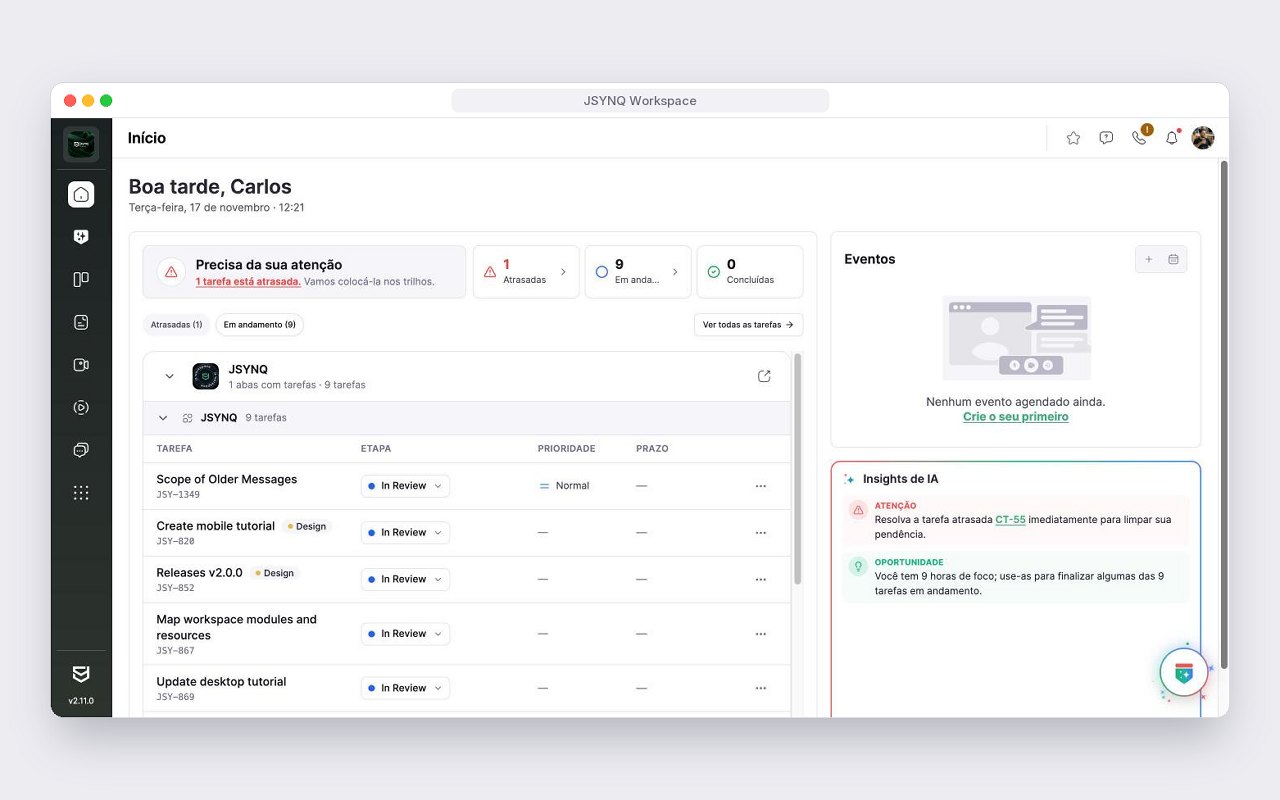 JSYNQ Workspace
Início
!
Boa tarde, Carlos
Terça-feira, 17 de novembro · 12:21
Precisa da sua atenção
1 tarefa está atrasada. Vamos colocá-la nos trilhos.
1
Atrasadas
9
Em anda...
0
Concluídas
Atrasadas (1)
Em andamento (9)
Ver todas as tarefas →
JSYNQ
1 abas com tarefas · 9 tarefas
JSYNQ 9 tarefas
TAREFA ETAPA PRIORIDADE PRAZO
Scope of Older Messages
JSY-1349
In Review
Normal
—
Create mobile tutorial
Design
JSY-820
In Review
—
—
Releases v2.0.0
Design
JSY-852
In Review
—
—
Map workspace modules and
resources
JSY-867
In Review
—
—
Update desktop tutorial
JSY-869
In Review
—
—
Eventos
Nenhum evento agendado ainda.
Crie o seu primeiro
Insights de IA
ATENÇÃO
Resolva a tarefa atrasada CT-55 imediatamente para limpar sua
pendência.
OPORTUNIDADE
Você tem 9 horas de foco; use-as para finalizar algumas das 9
tarefas em andamento.
v2.11.0